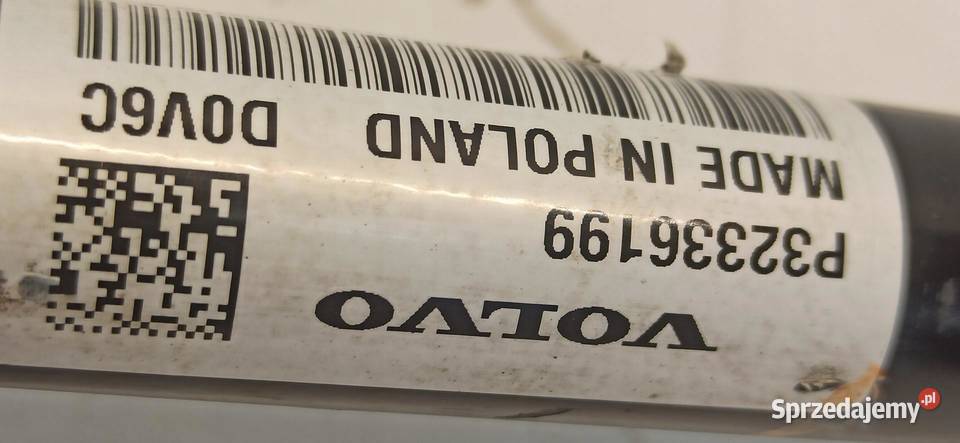 VOLVO
P32336199
MADE IN POLAND D0V6C
Sprzedajemy.pl